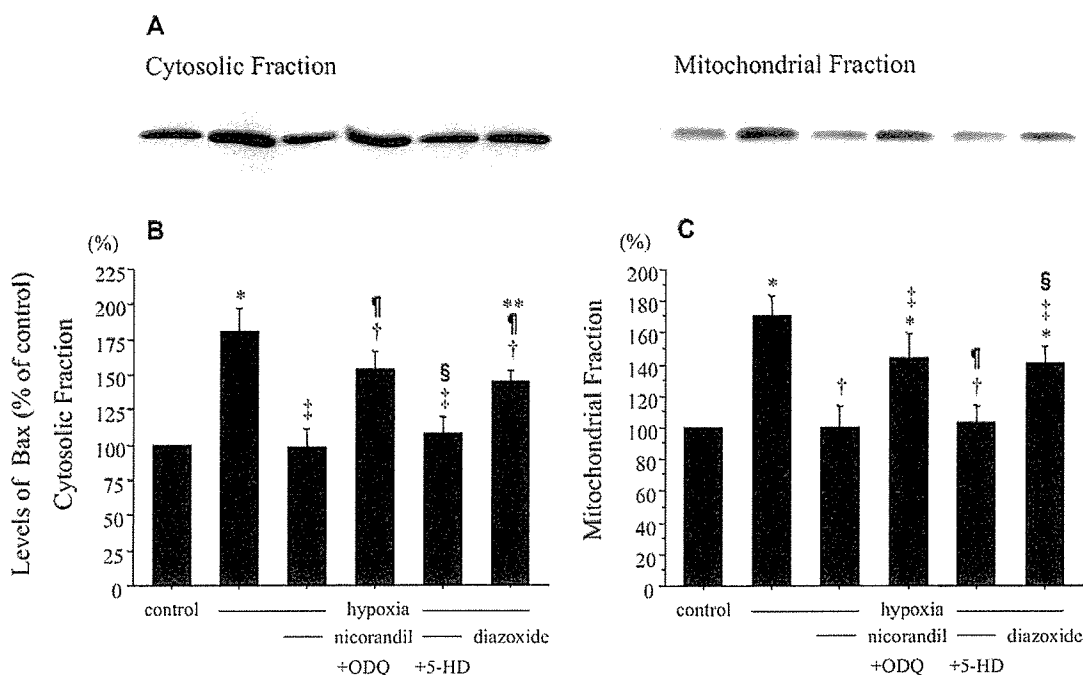 A
Cytosolic Fraction
Mitochondrial Fraction
B
(%)
Levels of Bax (% of control)
Cytosolic Fraction
225
200
175
150
125
100
75
50
25
0
*
‡
¶
†
§
‡
**
¶
†
control
hypoxia
nicorandil
diazoxide
+ODQ
+5-HD
C
(%)
Mitochondrial Fraction
200
180
160
140
120
100
80
60
40
20
0
*
†
‡
*
¶
†
§
‡
*
control
hypoxia
nicorandil
diazoxide
+ODQ
+5-HD